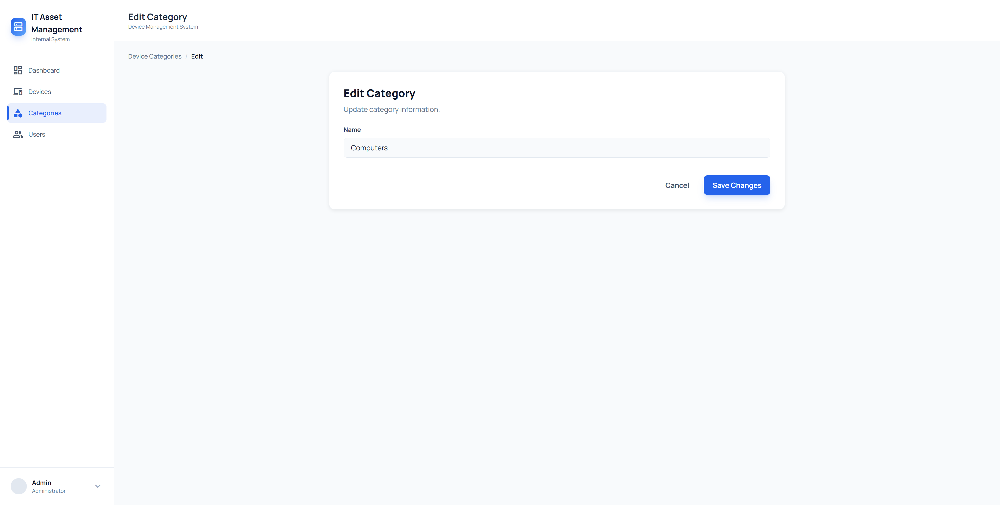 IT Asset
Management
Internal System
Dashboard
Devices
Categories
Users
Admin
Administrator
Edit Category
Device Management System
Device Categories / Edit
Edit Category
Update category information.
Name
Computers
Cancel
Save Changes